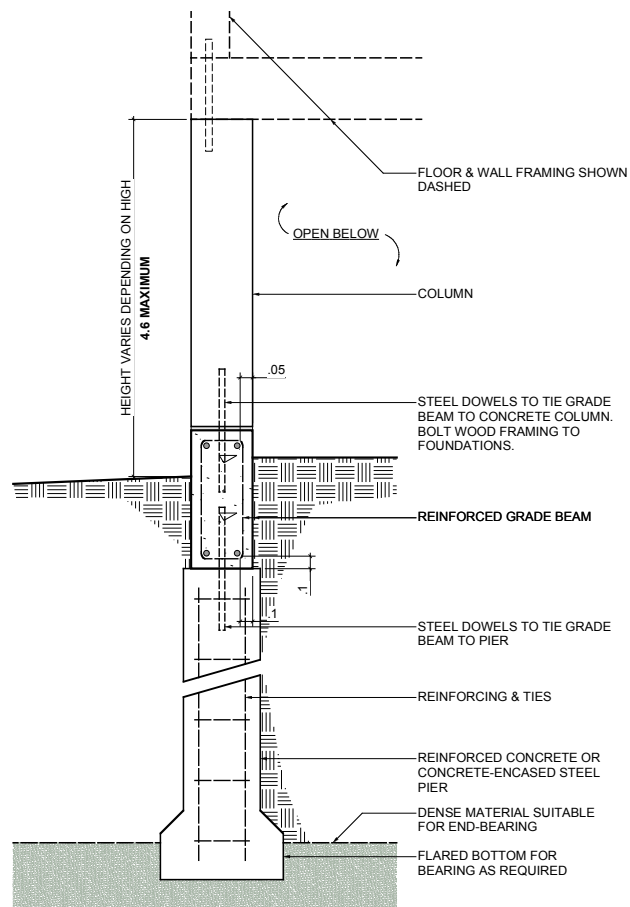 FLOOR & WALL FRAMING SHOWN
DASHED
HEIGHT VARIES DEPENDING ON HIGH
4.6 MAXIMUM
OPEN BELOW
COLUMN
.05
STEEL DOWELS TO TIE GRADE
BEAM TO CONCRETE COLUMN.
BOLT WOOD FRAMING TO
FOUNDATIONS.
REINFORCED GRADE BEAM
.1
.1
STEEL DOWELS TO TIE GRADE
BEAM TO PIER
REINFORCING & TIES
REINFORCED CONCRETE OR
CONCRETE-ENCASED STEEL
PIER
DENSE MATERIAL SUITABLE
FOR END-BEARING
FLARED BOTTOM FOR
BEARING AS REQUIRED